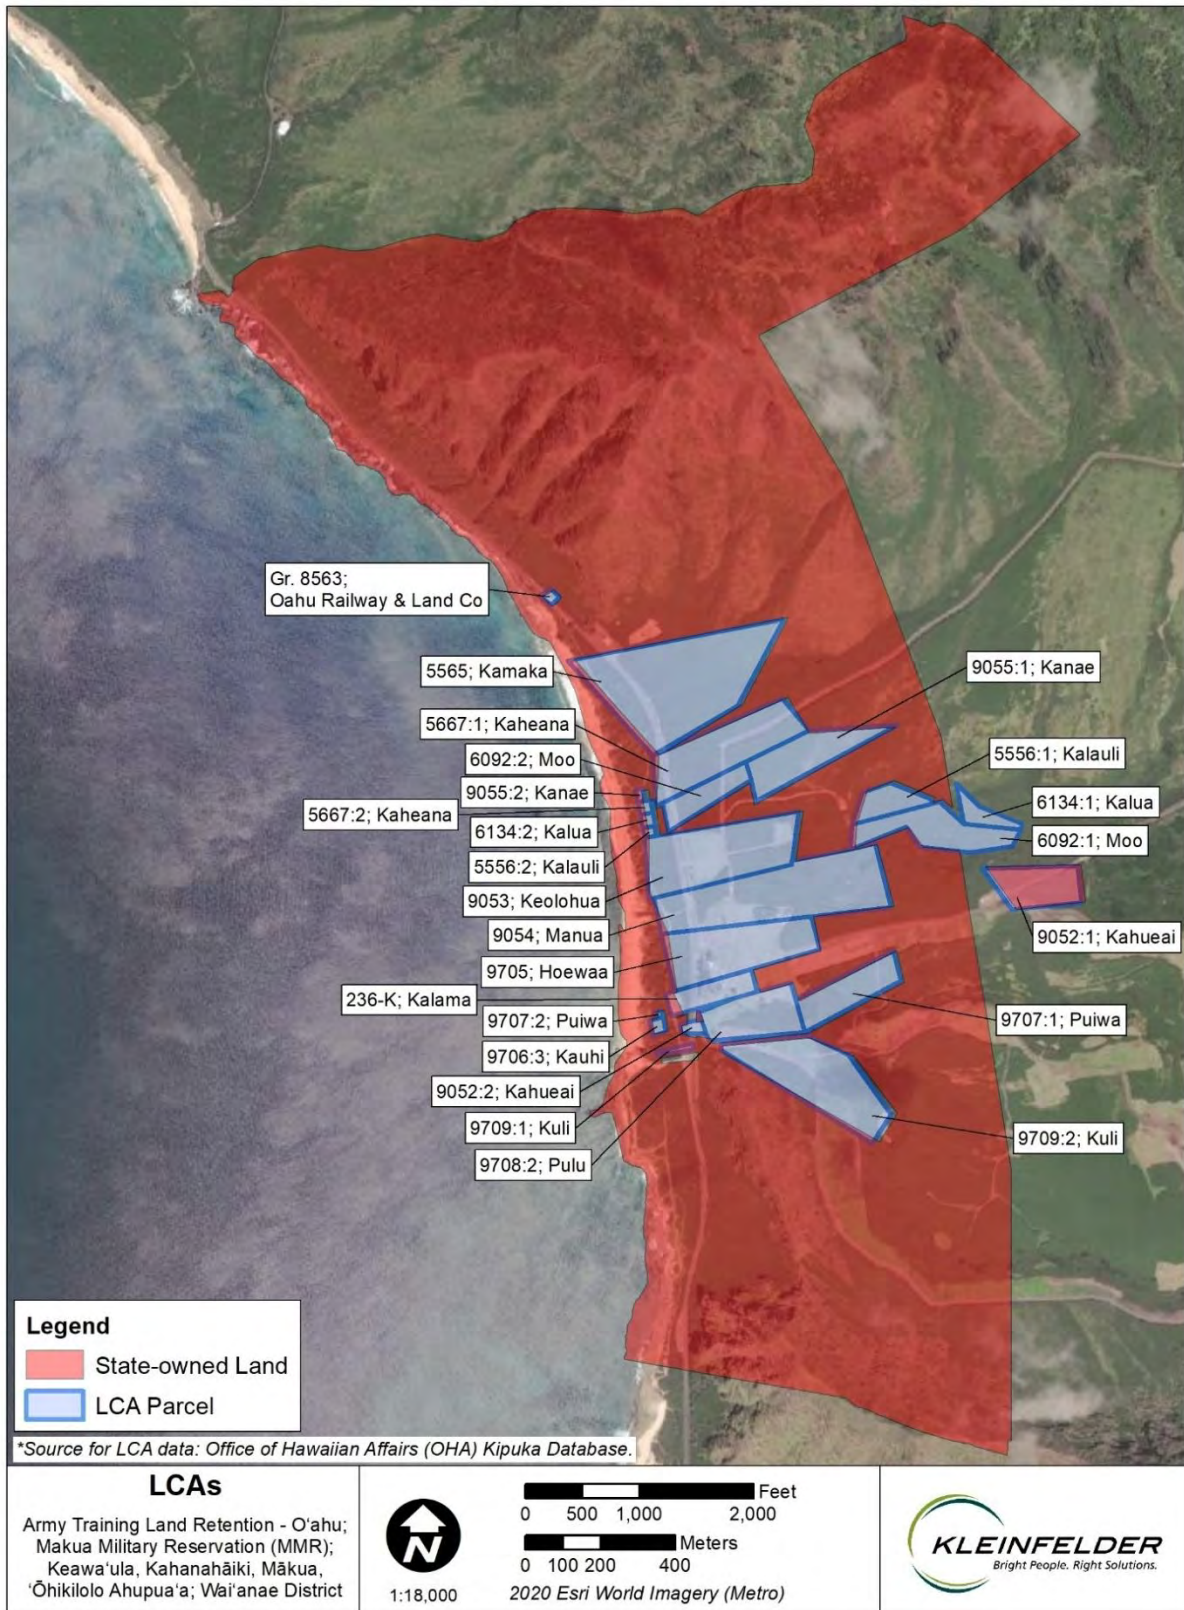 Gr. 8563;
Oahu Railway & Land Co
5565; Kamaka
9055:1; Kanae
5667:1; Kaheana
6092:2; Moo
5556:1; Kalauli
9055:2; Kanae
6134:1; Kalua
5667:2; Kaheana
6134:2; Kalua
6092:1; Moo
5556:2; Kalauli
9053; Keolohua
9054; Manua
9052:1; Kahueai
9705; Hoewaa
236-K; Kalama
9707:2; Puiwa
9707:1; Puiwa
9706:3; Kauhi
9052:2; Kahueai
9709:1; Kuli
9709:2; Kuli
9708:2; Pulu
Legend
State-owned Land
LCA Parcel
*Source for LCA data: Office of Hawaiian Affairs (OHA) Kipuka Database.
LCAs
Army Training Land Retention - Oʻahu;
Makua Military Reservation (MMR);
Keawaʻula, Kahanahāiki, Mākua,
ʻŌhikilolo Ahupuaʻa; Waiʻanae District
N
1:18,000
Feet
0 500 1,000 2,000
Meters
0 100 200 400
2020 Esri World Imagery (Metro)
KLEINFELDER
Bright People. Right Solutions.